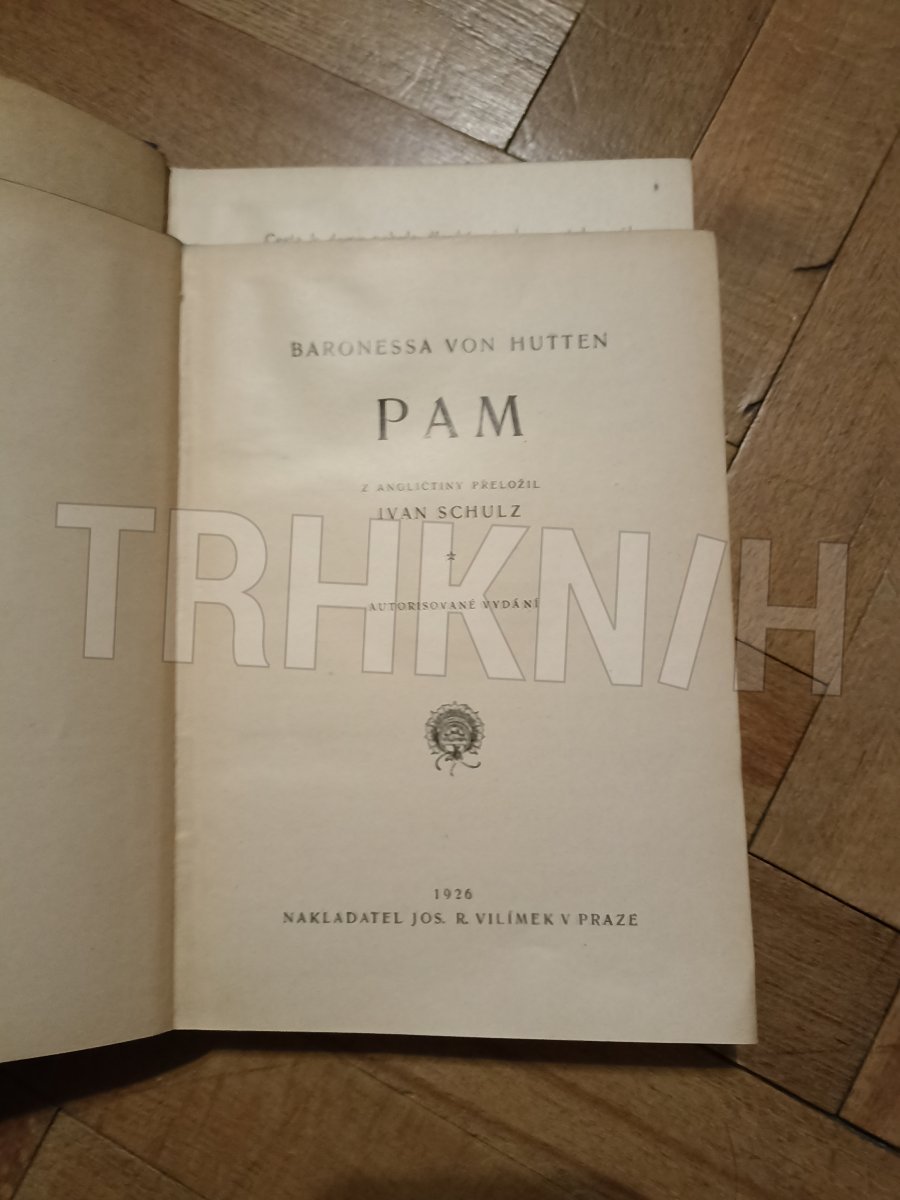 BARONESSA VON HUTTEN
PAM
Z ANGLIČTINY PŘELOŽIL
IVAN SCHULZ
AUTORISOVANÉ VYDÁNÍ
1926
NAKLADATEL JOS. R. VILÍMEK V PRAZE
TRHKNIH